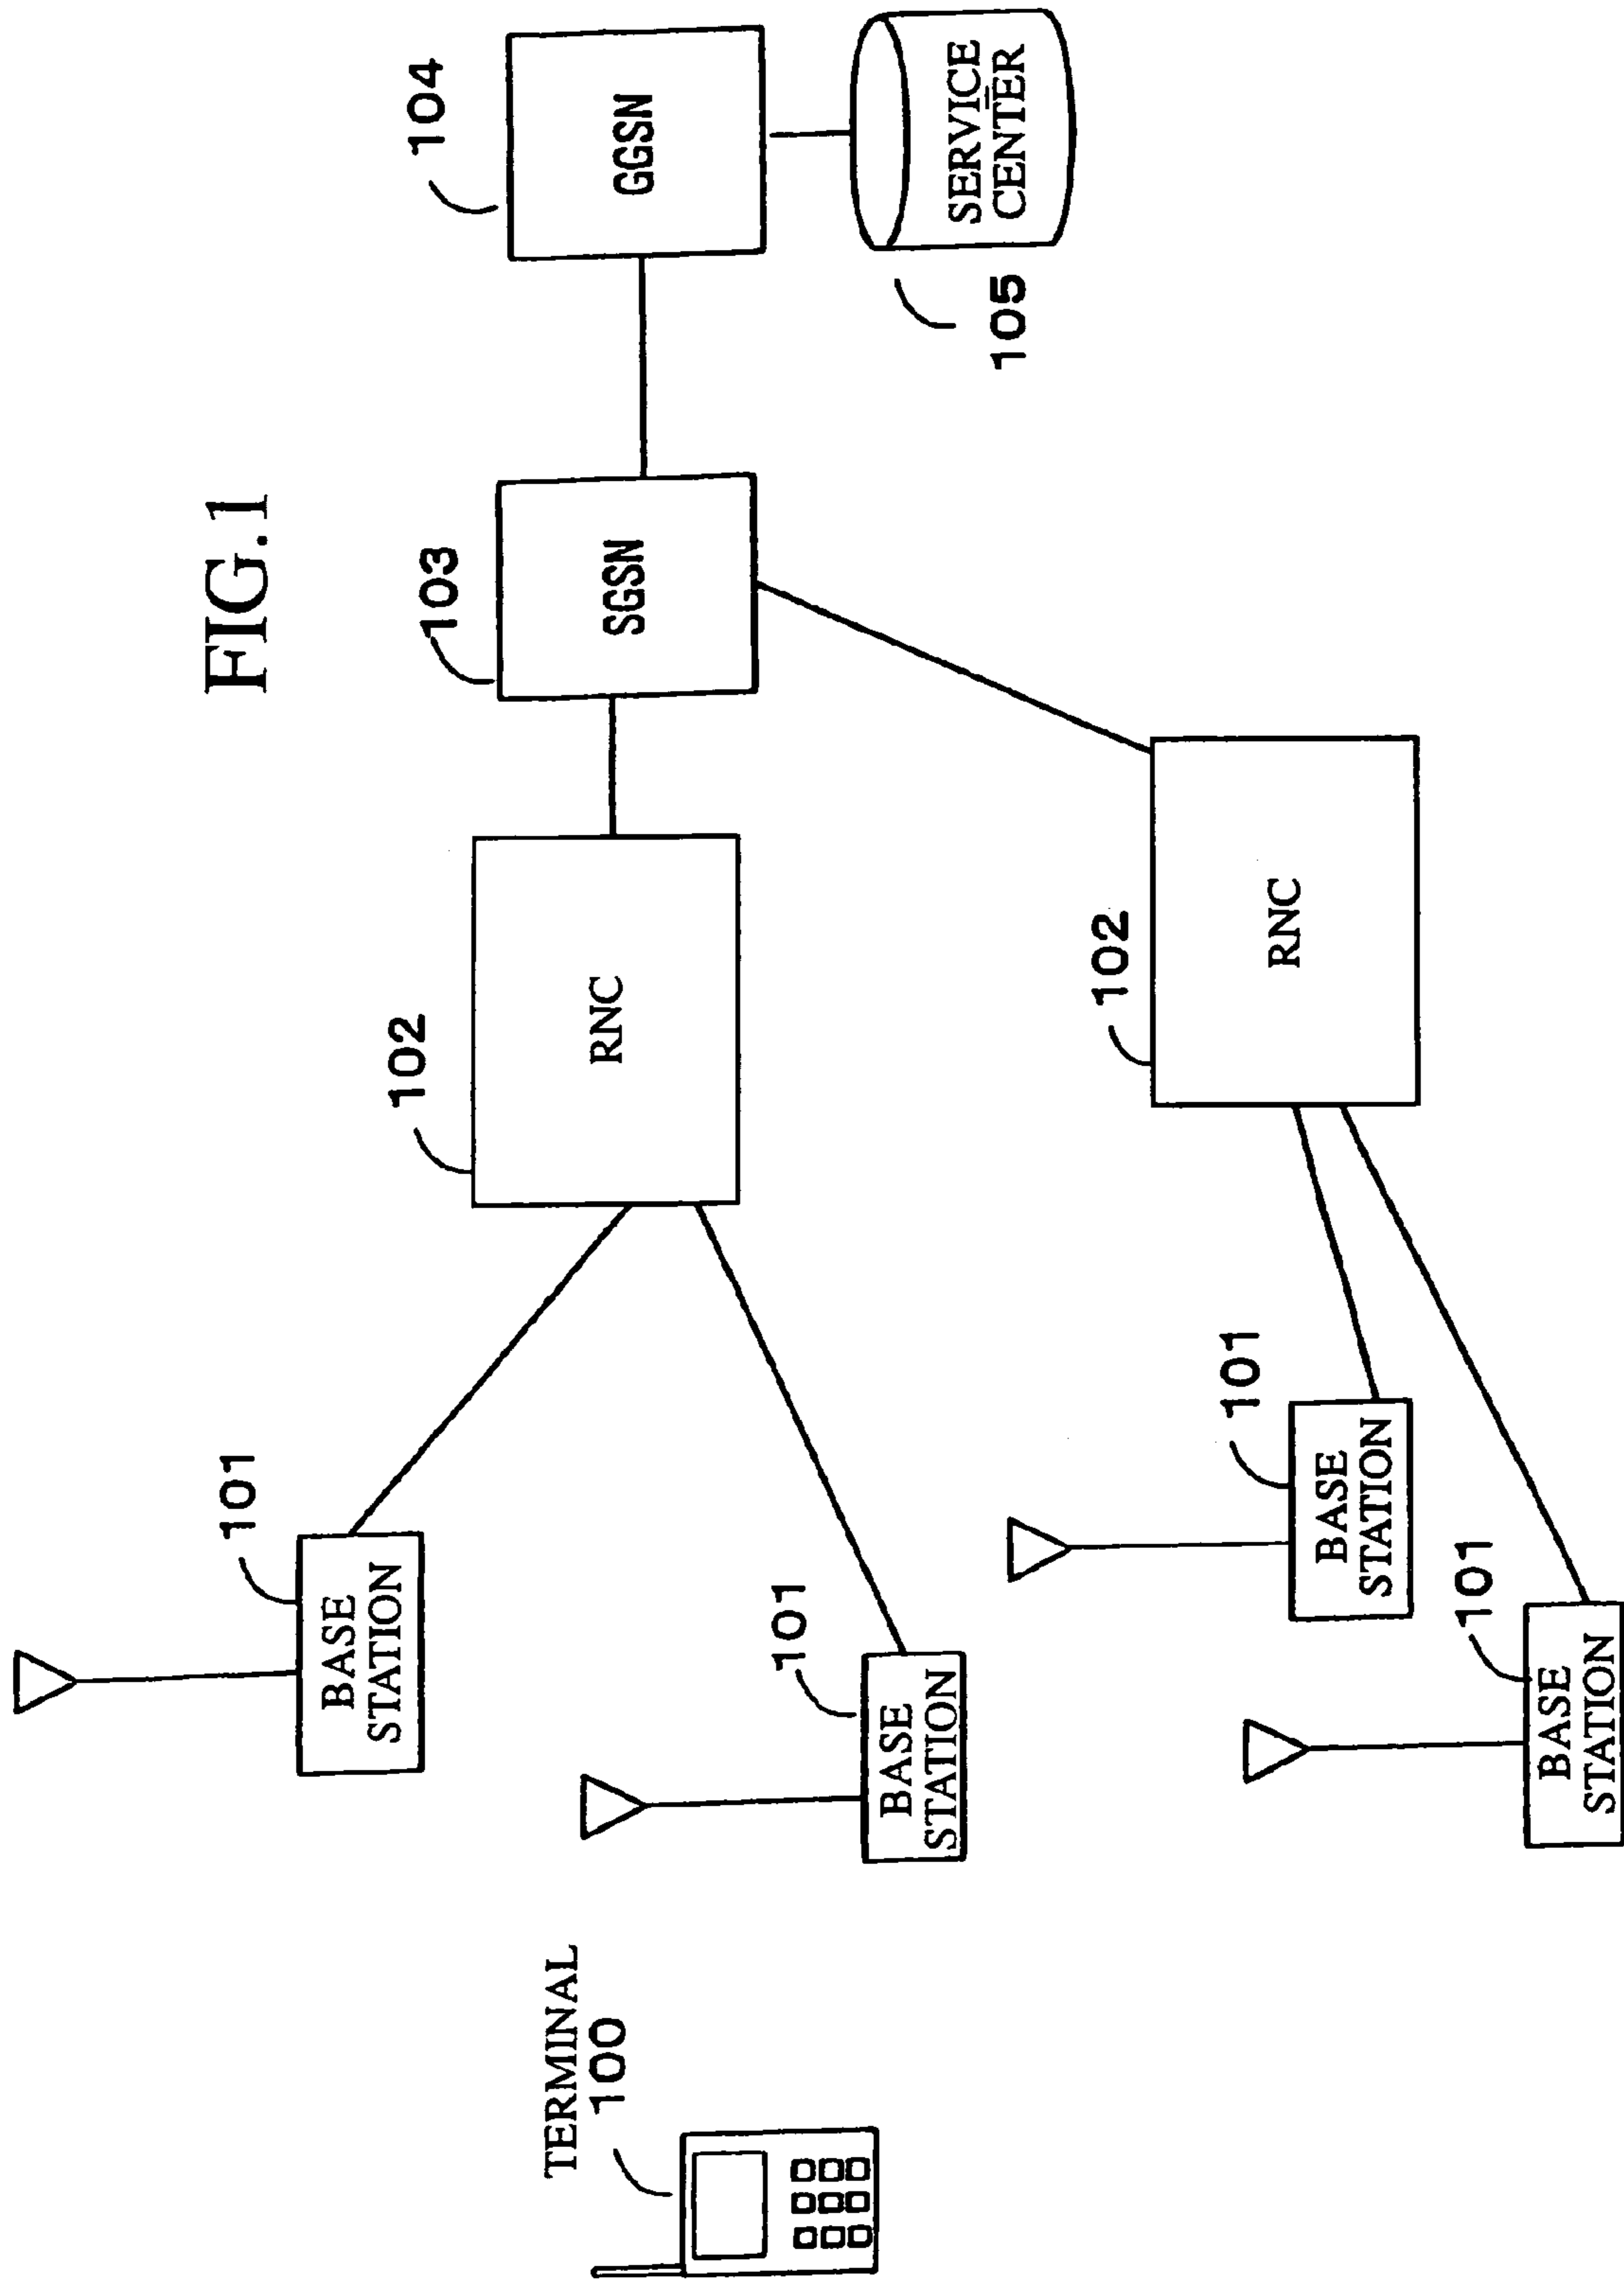 FIG.1
104
GGSN
103
SGSN
102
RNC
101
BASE
STATION
TERMINAL
100
101
BASE
STATION
105
SERVICE
CENTER
102
RNC
101
BASE
STATION
101
BASE
STATION